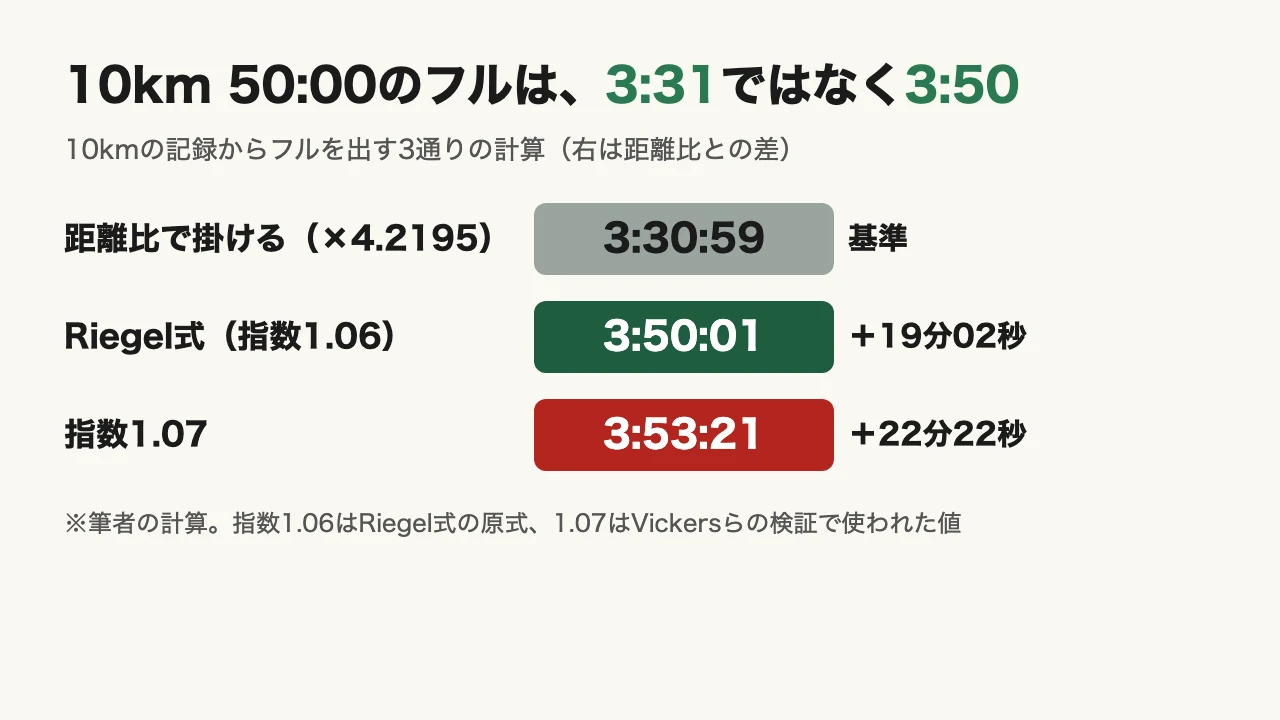 10km 50:00のフルは、3:31ではなく3:50
10kmの記録からフルを出す3通りの計算（右は距離比との差）
距離比で掛ける（×4.2195） 3:30:59 基準
Riegel式（指数1.06） 3:50:01 +19分02秒
指数1.07 3:53:21 +22分22秒
※筆者の計算。指数1.06はRiegel式の原式、1.07はVickersらの検証で使われた値